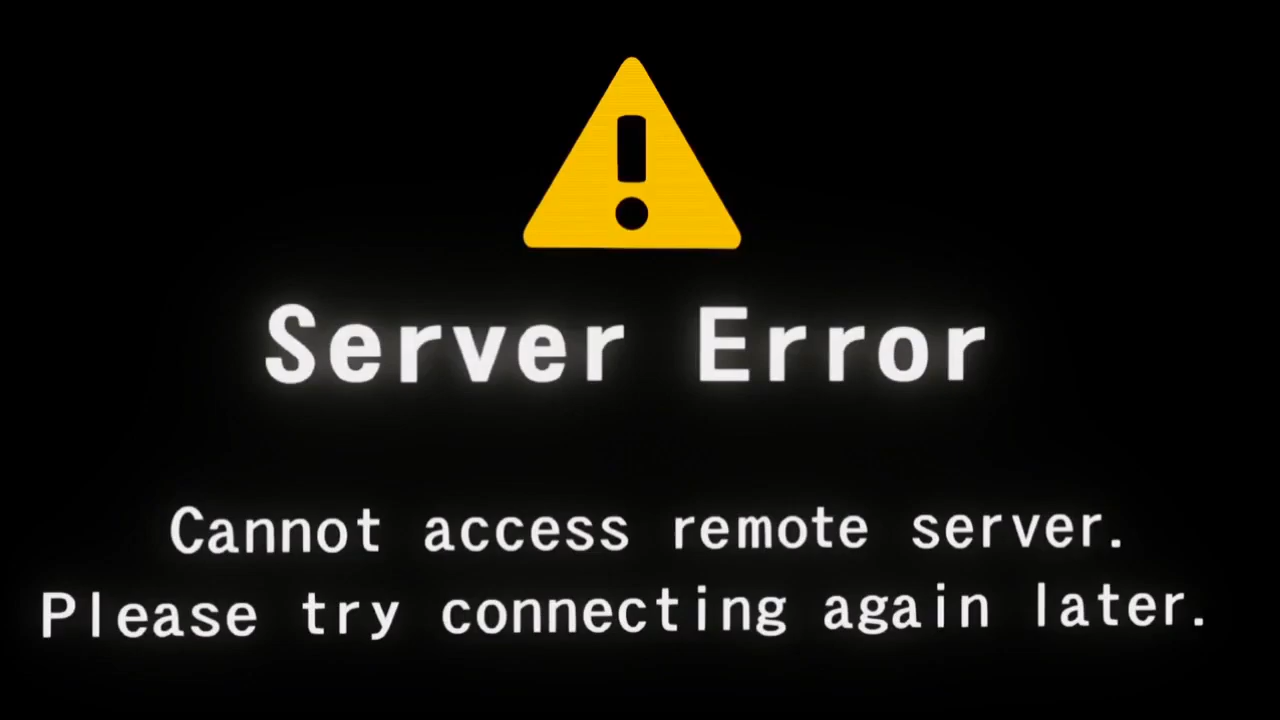 Server Error
Cannot access remote server.
Please try connecting again later.